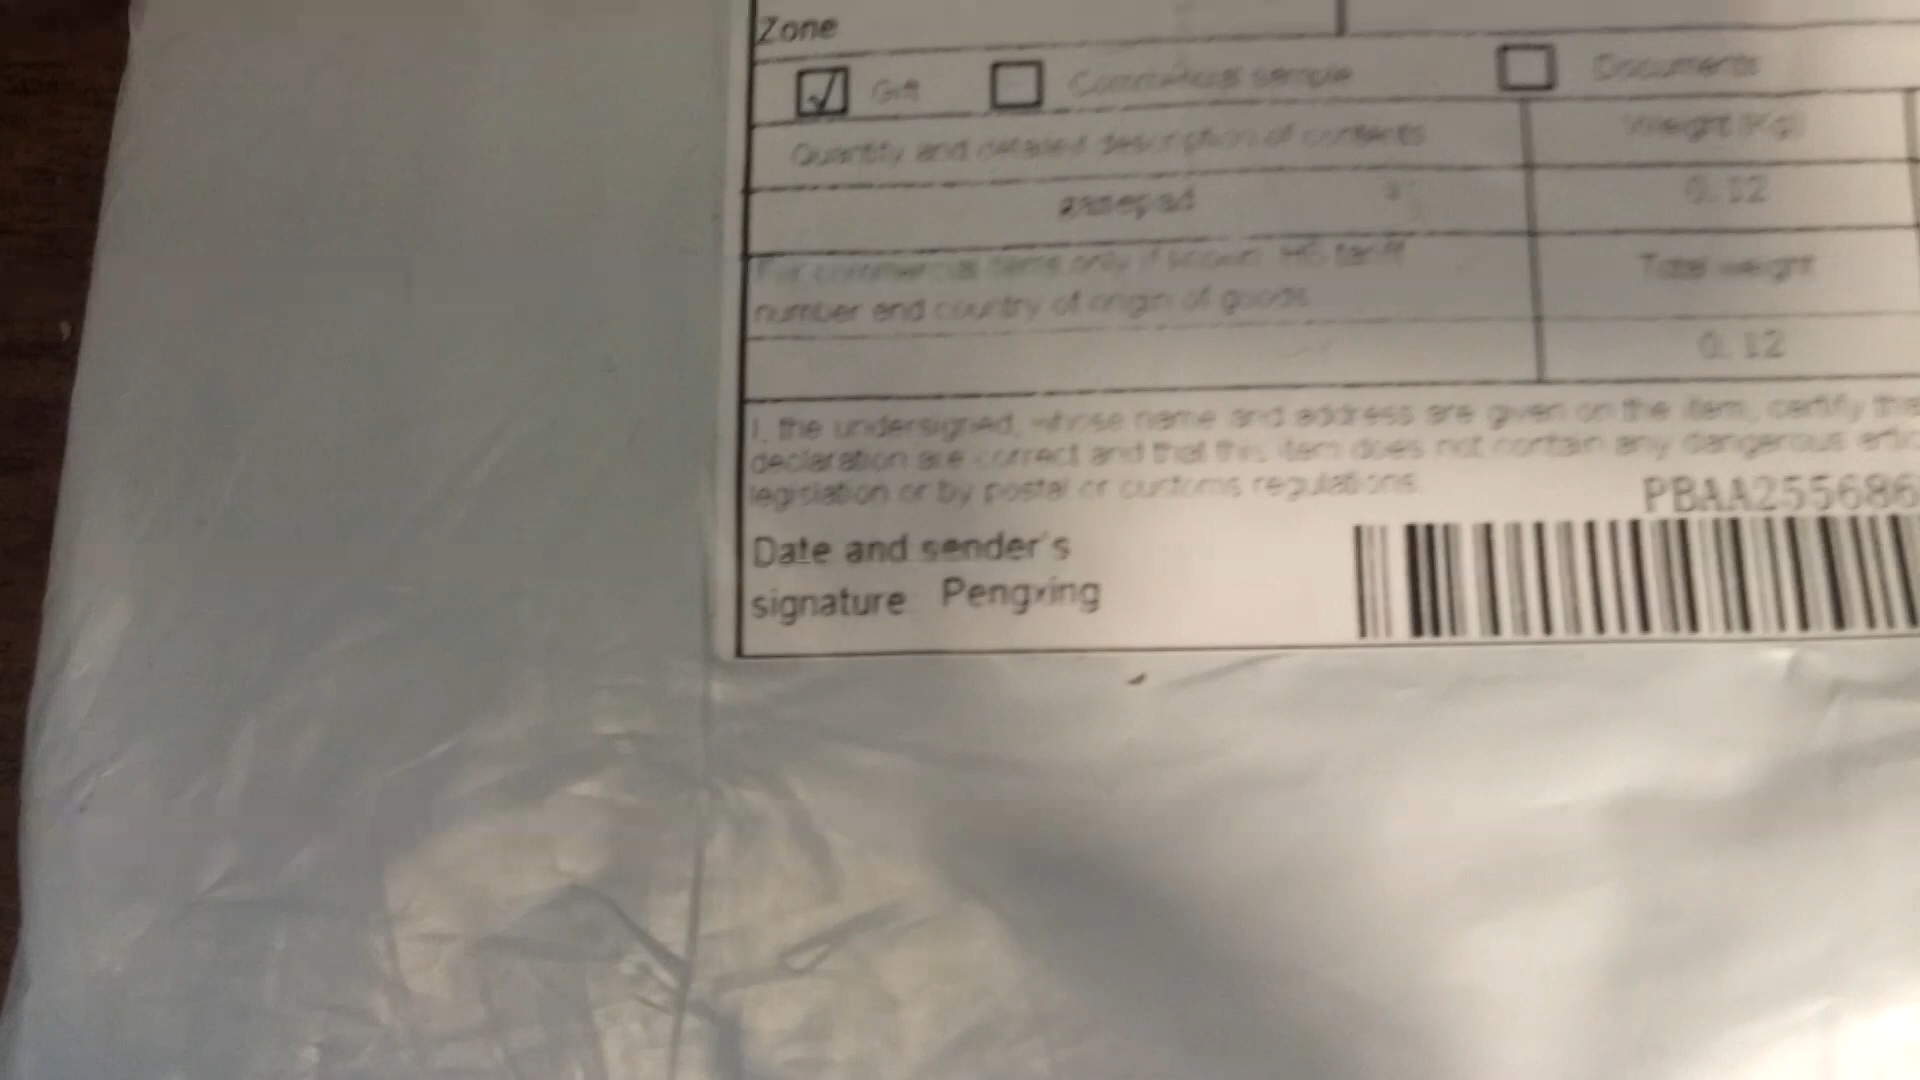 Zone
Gift Commercial sample Documents
Quantity and detailed description of contents Weight(Kg)
gamepad 0.12
For commercial items only if known HS tariff
number and country of origin of goods
Total weight
0.12
I, the undersigned, whose name and address are given on the item, certify
declaration are correct and that this item does not contain any dangerous
legislation or by postal or customs regulations.
PBAA255686
Date and sender's
signature Pengxing